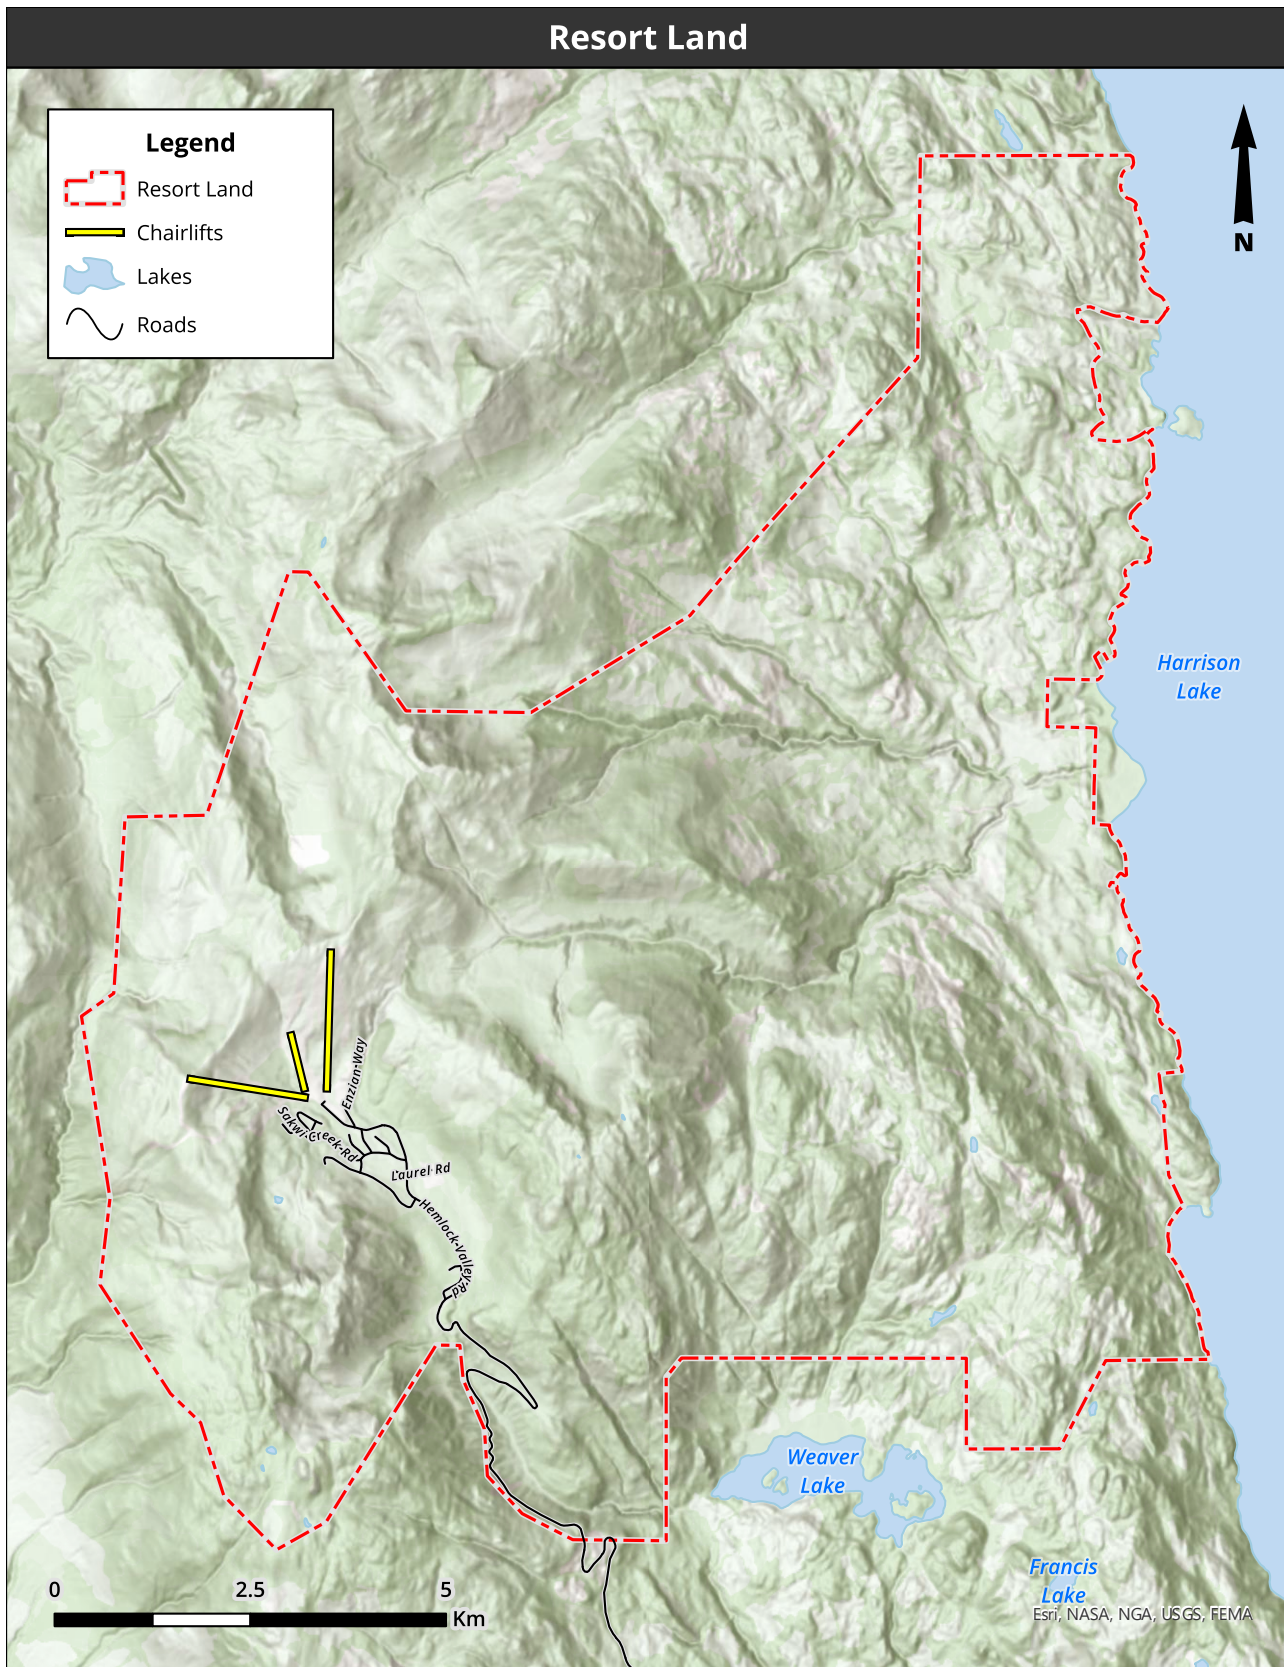 Resort Land
Legend
Resort Land
Chairlifts
Lakes
Roads
N
Harrison
Lake
Enzian-Way
Sakwi-Creek-Rd
Laurel Rd
Hemlock-Valley-Rd
Weaver
Lake
Francis
Lake
0 2.5 5
Km
Esri, NASA, NGA, USGS, FEMA